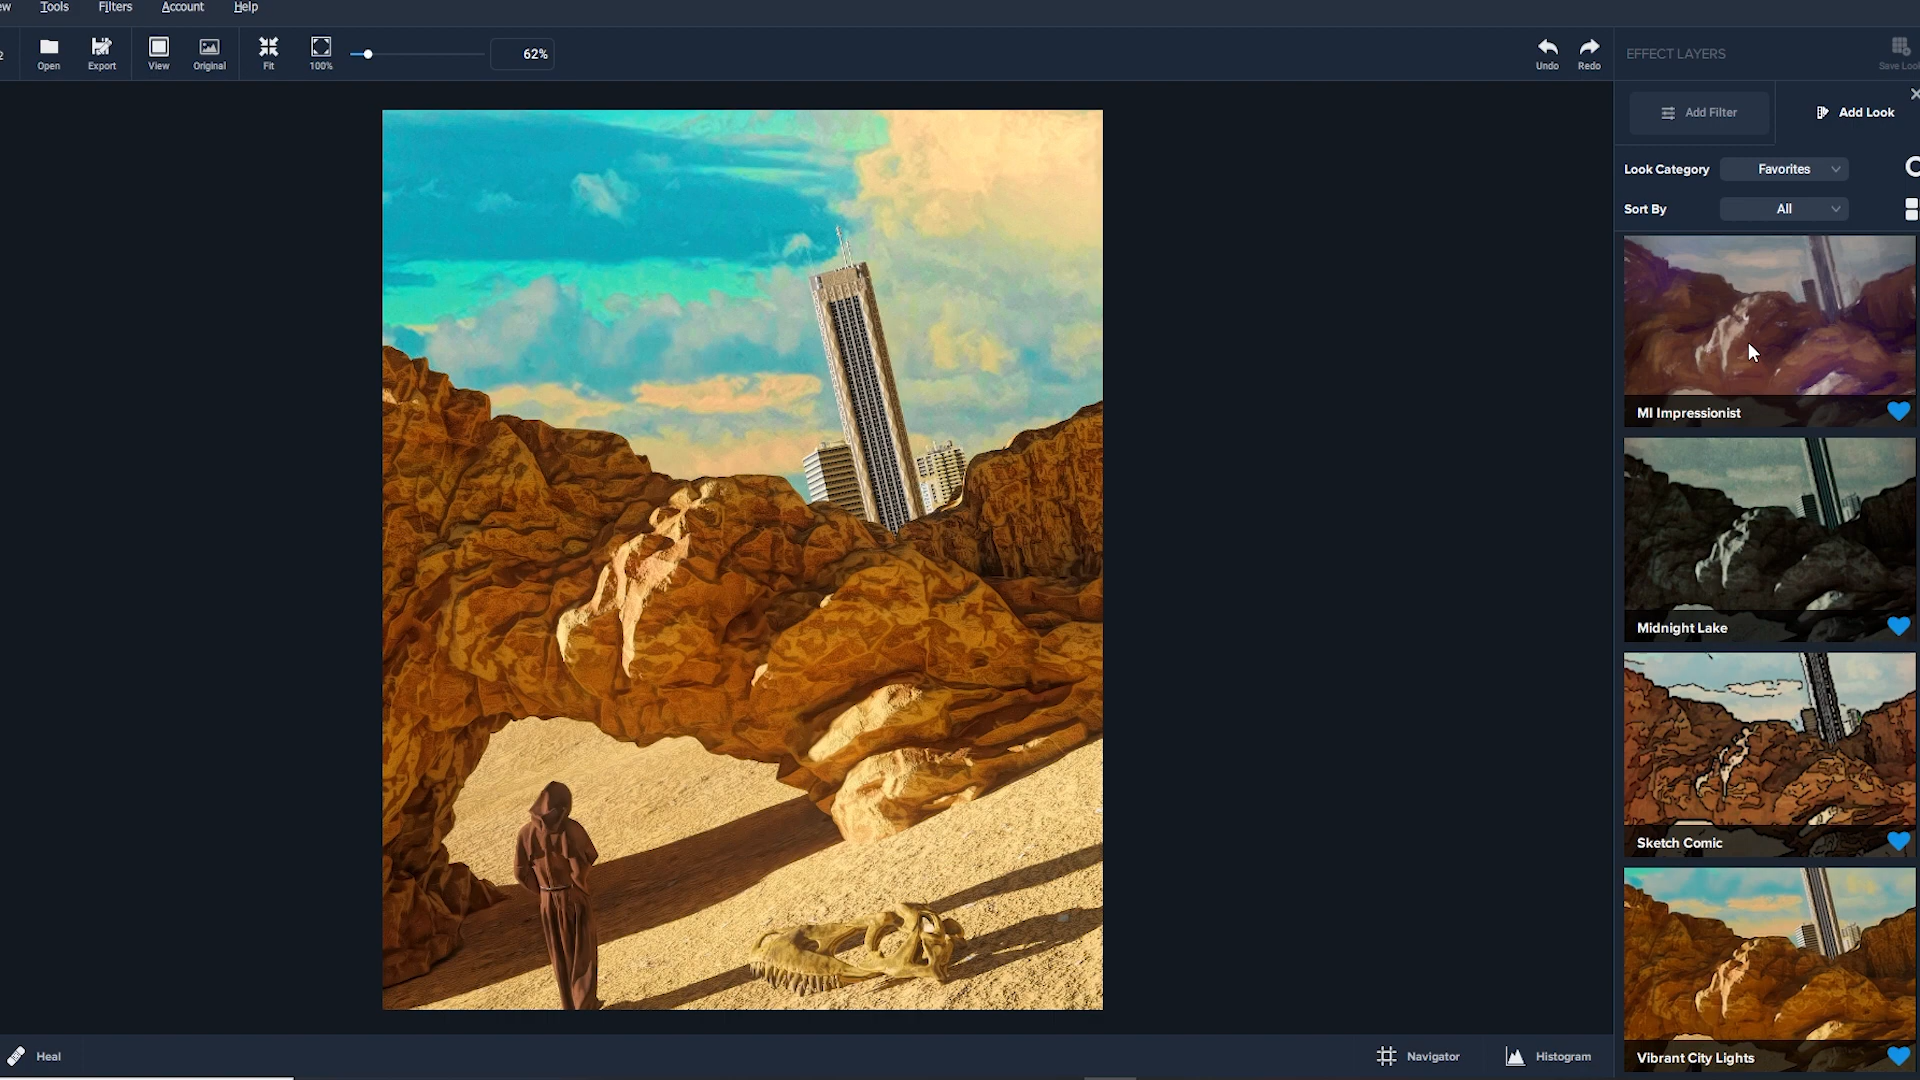 Tools Filters Account Help
Open Export View Original Fit 100% 62% Undo Redo
EFFECT LAYERS
Add Filter Add Look
Look Category Favorites
Sort By All
MI Impressionist
Midnight Lake
Sketch Comic
Vibrant City Lights
Heal Navigator Histogram